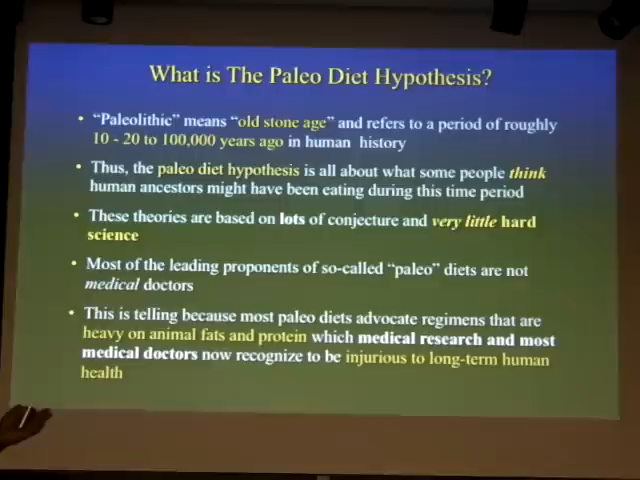 What is The Paleo Diet Hypothesis?
• “Paleolithic” means “old stone age” and refers to a period of roughly
10 - 20 to 100,000 years ago in human history
• Thus, the paleo diet hypothesis is all about what some people think
human ancestors might have been eating during this time period
• These theories are based on lots of conjecture and very little hard
science
• Most of the leading proponents of so-called “paleo” diets are not
medical doctors
• This is telling because most paleo diets advocate regimens that are
heavy on animal fats and protein which medical research and most
medical doctors now recognize to be injurious to long-term human
health